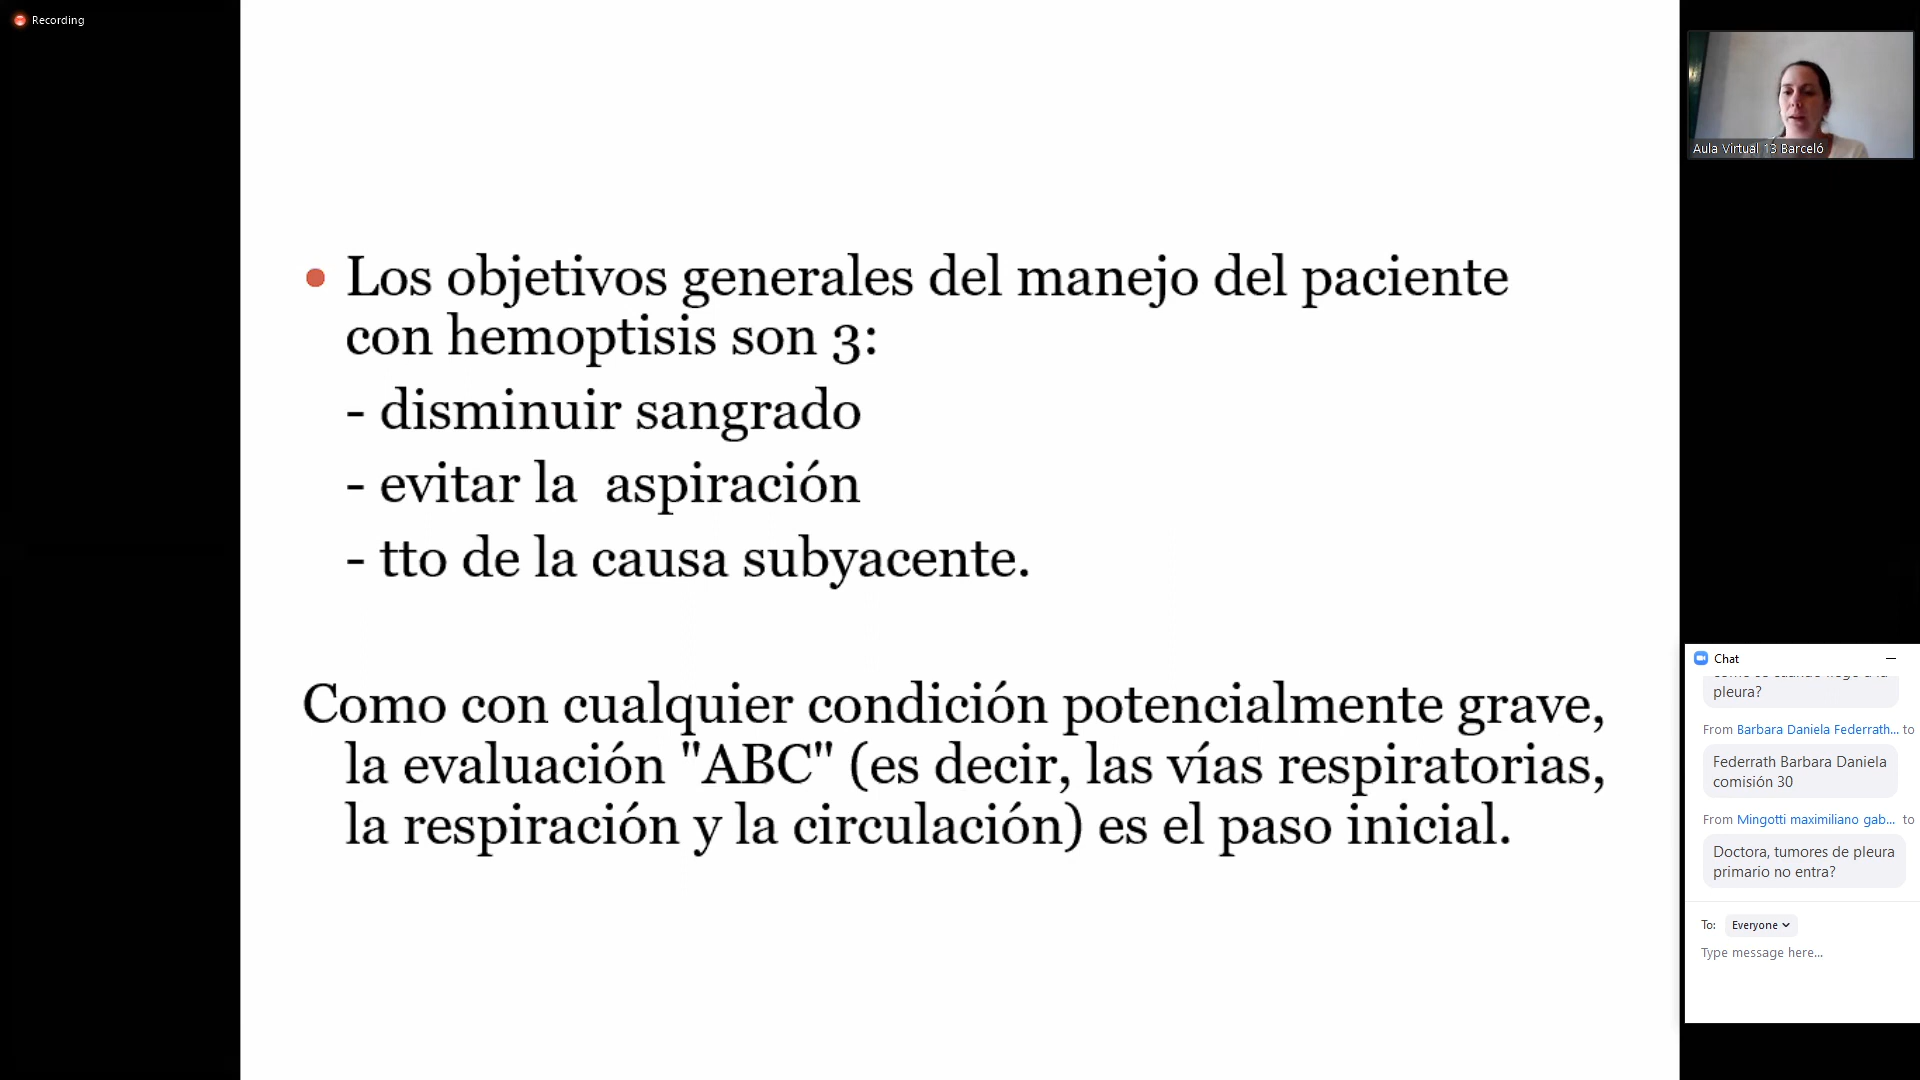 Recording
• Los objetivos generales del manejo del paciente
con hemoptisis son 3:
- disminuir sangrado
- evitar la  aspiración
- tto de la causa subyacente.
Como con cualquier condición potencialmente grave,
la evaluación "ABC" (es decir, las vías respiratorias,
la respiración y la circulación) es el paso inicial.
Aula Virtual 13 Barceló
Chat
pleura?
From Barbara Daniela Federrath... to
Federrath Barbara Daniela
comisión 30
From Mingotti maximiliano gab... to
Doctora, tumores de pleura
primario no entra?
To: Everyone
Type message here...